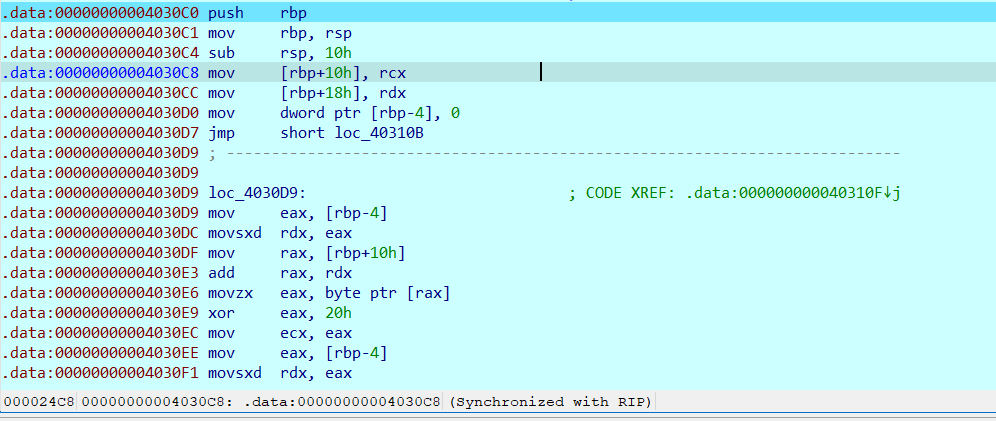 .data:00000000004030C0 push    rbp
.data:00000000004030C1 mov     rbp, rsp
.data:00000000004030C4 sub     rsp, 10h
.data:00000000004030C8 mov     [rbp+10h], rcx
.data:00000000004030CC mov     [rbp+18h], rdx
.data:00000000004030D0 mov     dword ptr [rbp-4], 0
.data:00000000004030D7 jmp     short loc_40310B
.data:00000000004030D9 ; ---------------------------------------------------------------------------
.data:00000000004030D9
.data:00000000004030D9 loc_4030D9:                             ; CODE XREF: .data:000000000040310F↓j
.data:00000000004030D9 mov     eax, [rbp-4]
.data:00000000004030DC movsxd  rdx, eax
.data:00000000004030DF mov     rax, [rbp+10h]
.data:00000000004030E3 add     rax, rdx
.data:00000000004030E6 movzx   eax, byte ptr [rax]
.data:00000000004030E9 xor     eax, 20h
.data:00000000004030EC mov     ecx, eax
.data:00000000004030EE mov     eax, [rbp-4]
.data:00000000004030F1 movsxd  rdx, eax
000024C8 00000000004030C8: .data:00000000004030C8 (Synchronized with RIP)